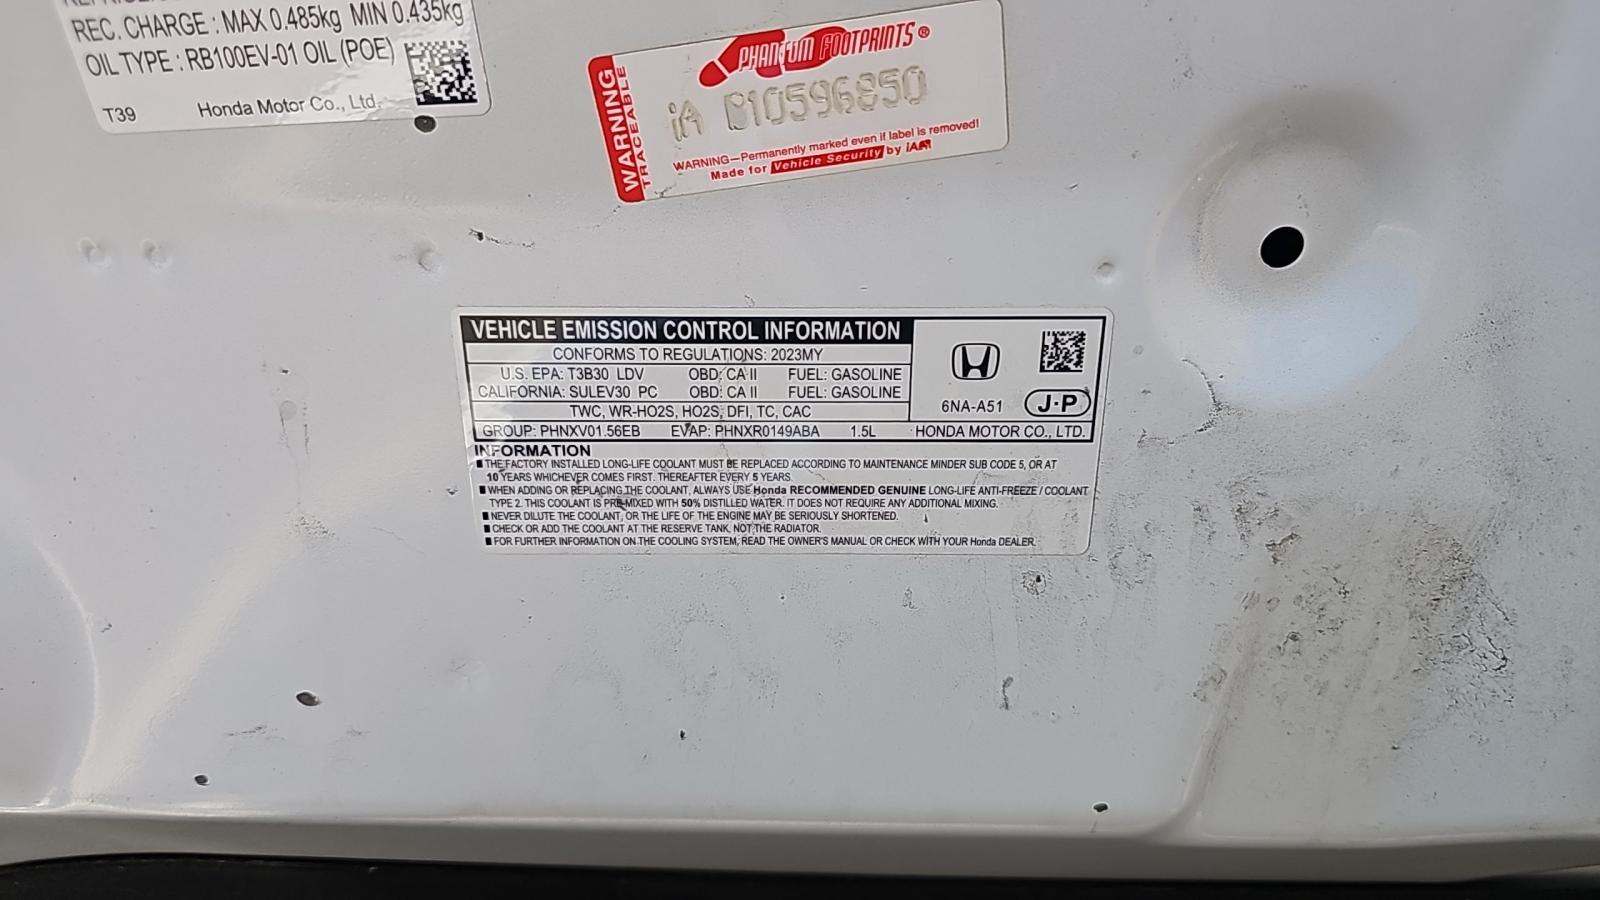 REC. CHARGE : MAX 0.485kg MIN 0.435kg
OIL TYPE : RB100EV-01 OIL (POE)
T39 Honda Motor Co., Ltd.
WARNING
TRACEABLE
PHANTOM FOOTPRINTS®
iA B10596850
WARNING—Permanently marked even if label is removed!
Made for Vehicle Security by iA
VEHICLE EMISSION CONTROL INFORMATION
CONFORMS TO REGULATIONS: 2023MY
U.S. EPA: T3B30 LDV OBD: CA II FUEL: GASOLINE
CALIFORNIA: SULEV30 PC OBD: CA II FUEL: GASOLINE
TWC, WR-HO2S, HO2S, DFI, TC, CAC
6NA-A51 J·P
GROUP: PHNXV01.56EB EVAP: PHNXR0149ABA 1.5L HONDA MOTOR CO., LTD.
INFORMATION
■ THE FACTORY INSTALLED LONG-LIFE COOLANT MUST BE REPLACED ACCORDING TO MAINTENANCE MINDER SUB CODE 5, OR AT
10 YEARS WHICHEVER COMES FIRST. THEREAFTER EVERY 5 YEARS.
■ WHEN ADDING OR REPLACING THE COOLANT, ALWAYS USE Honda RECOMMENDED GENUINE LONG-LIFE ANTI-FREEZE / COOLANT
TYPE 2. THIS COOLANT IS PRE-MIXED WITH 50% DISTILLED WATER. IT DOES NOT REQUIRE ANY ADDITIONAL MIXING.
■ NEVER DILUTE THE COOLANT, OR THE LIFE OF THE ENGINE MAY BE SERIOUSLY SHORTENED.
■ CHECK OR ADD THE COOLANT AT THE RESERVE TANK, NOT THE RADIATOR.
■ FOR FURTHER INFORMATION ON THE COOLING SYSTEM, READ THE OWNER'S MANUAL OR CHECK WITH YOUR Honda DEALER.